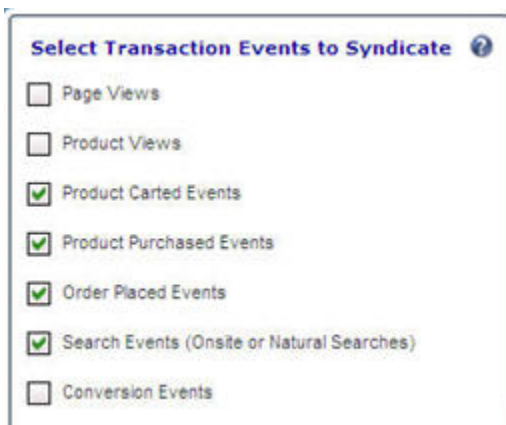 Select Transaction Events to Syndicate ?
Page Views
Product Views
Product Carted Events
Product Purchased Events
Order Placed Events
Search Events (Onsite or Natural Searches)
Conversion Events